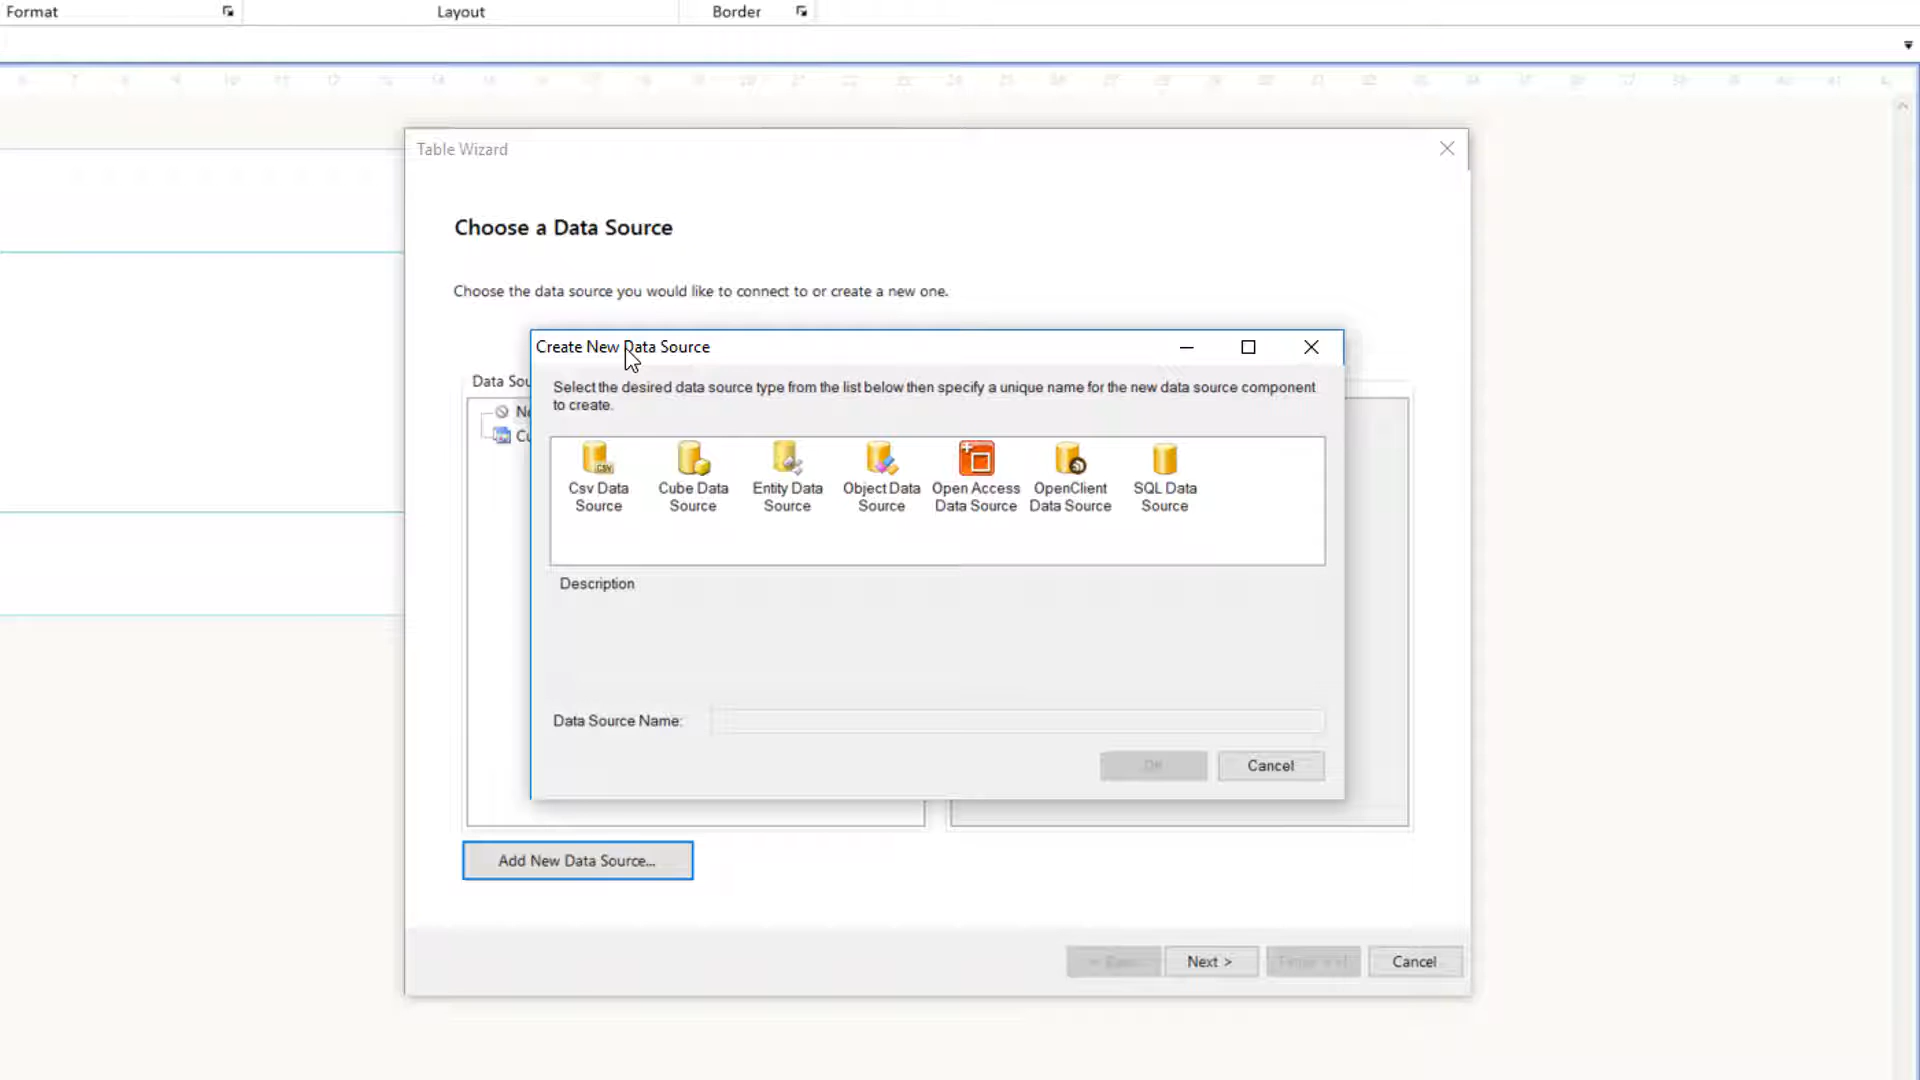 Format
Layout
Border
Table Wizard
Choose a Data Source
Choose the data source you would like to connect to or create a new one.
Create New Data Source
Data Sou
Select the desired data source type from the list below then specify a unique name for the new data source component
to create.
Csv Data
Source
Cube Data
Source
Entity Data
Source
Object Data
Source
Open Access
Data Source
OpenClient
Data Source
SQL Data
Source
Description
Data Source Name:
Cancel
Add New Data Source...
Next >
Cancel